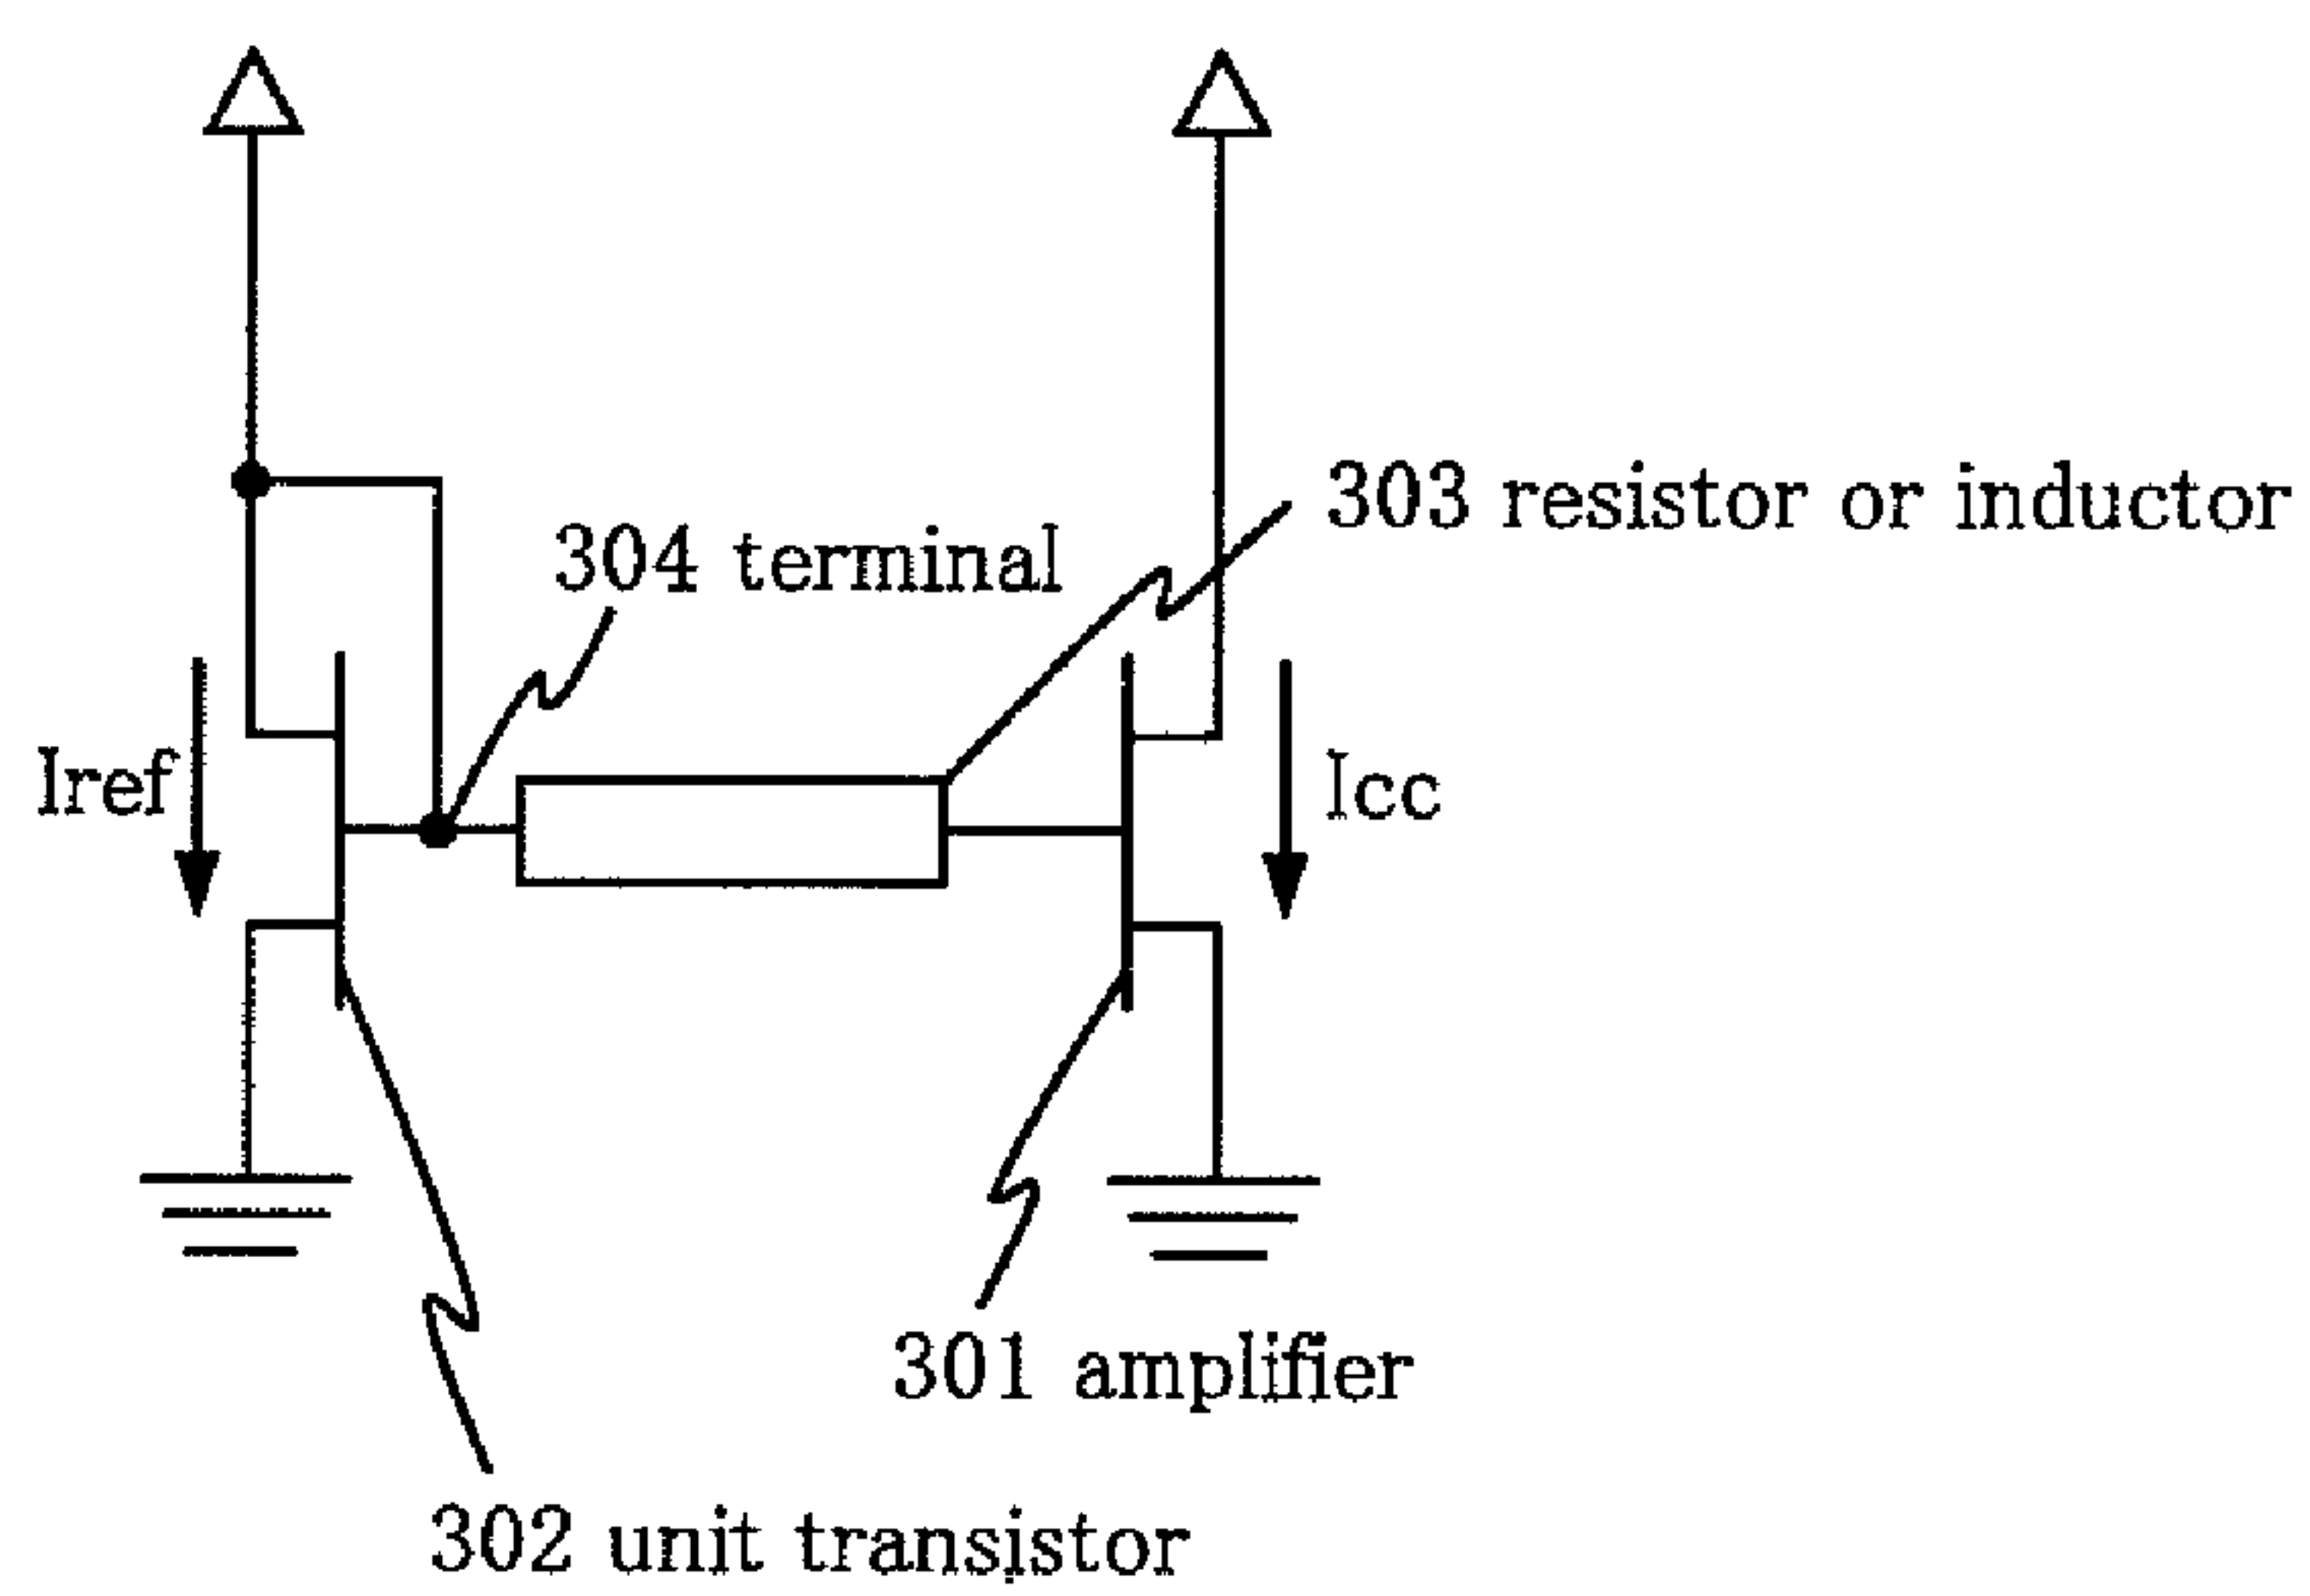 303 resistor or inductor
304 terminal
Iref
Icc
301 amplifier
302 unit transistor